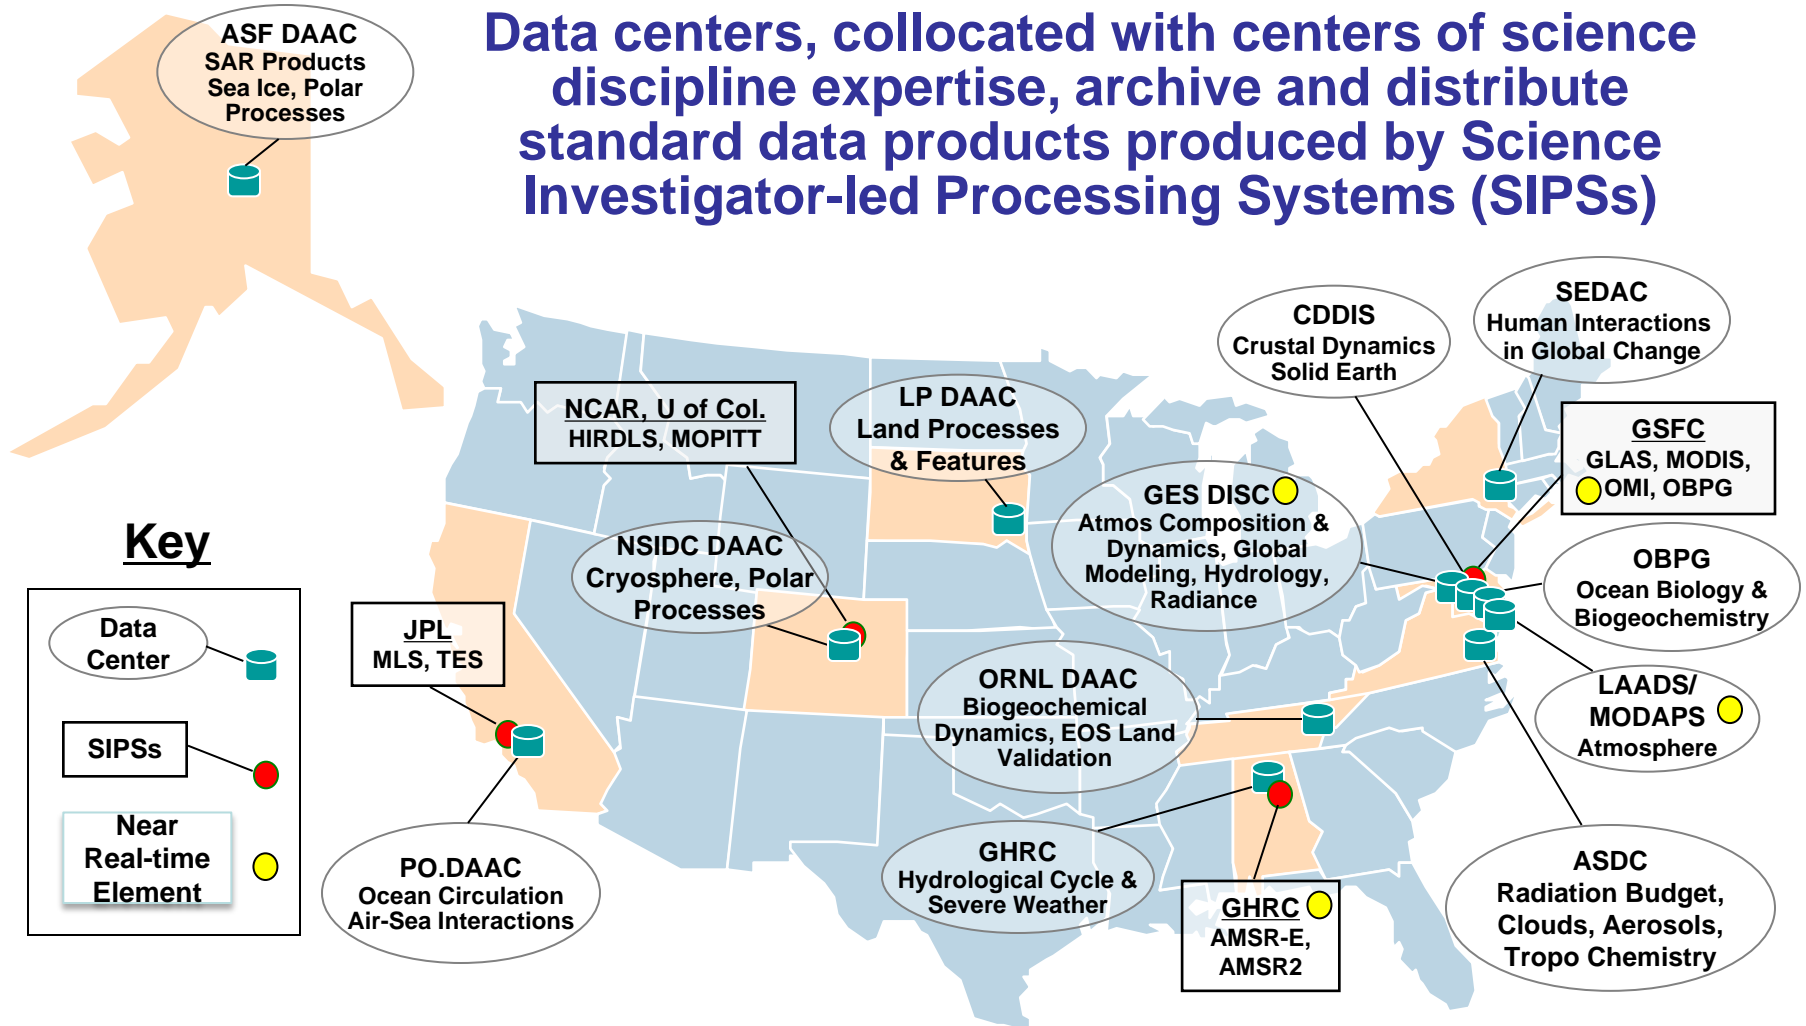 Data centers, collocated with centers of science
discipline expertise, archive and distribute
standard data products produced by Science
Investigator-led Processing Systems (SIPSs)
ASF DAAC
SAR Products
Sea Ice, Polar
Processes
CDDIS
Crustal Dynamics
Solid Earth
SEDAC
Human Interactions
in Global Change
NCAR, U of Col.
HIRDLS, MOPITT
LP DAAC
Land Processes
& Features
GSFC
GLAS, MODIS,
OMI, OBPG
GES DISC
Atmos Composition &
Dynamics, Global
Modeling, Hydrology,
Radiance
NSIDC DAAC
Cryosphere, Polar
Processes
OBPG
Ocean Biology &
Biogeochemistry
Key
Data
Center
SIPSs
Near
Real-time
Element
JPL
MLS, TES
ORNL DAAC
Biogeochemical
Dynamics, EOS Land
Validation
LAADS/
MODAPS
Atmosphere
PO.DAAC
Ocean Circulation
Air-Sea Interactions
GHRC
Hydrological Cycle &
Severe Weather
GHRC
AMSR-E,
AMSR2
ASDC
Radiation Budget,
Clouds, Aerosols,
Tropo Chemistry